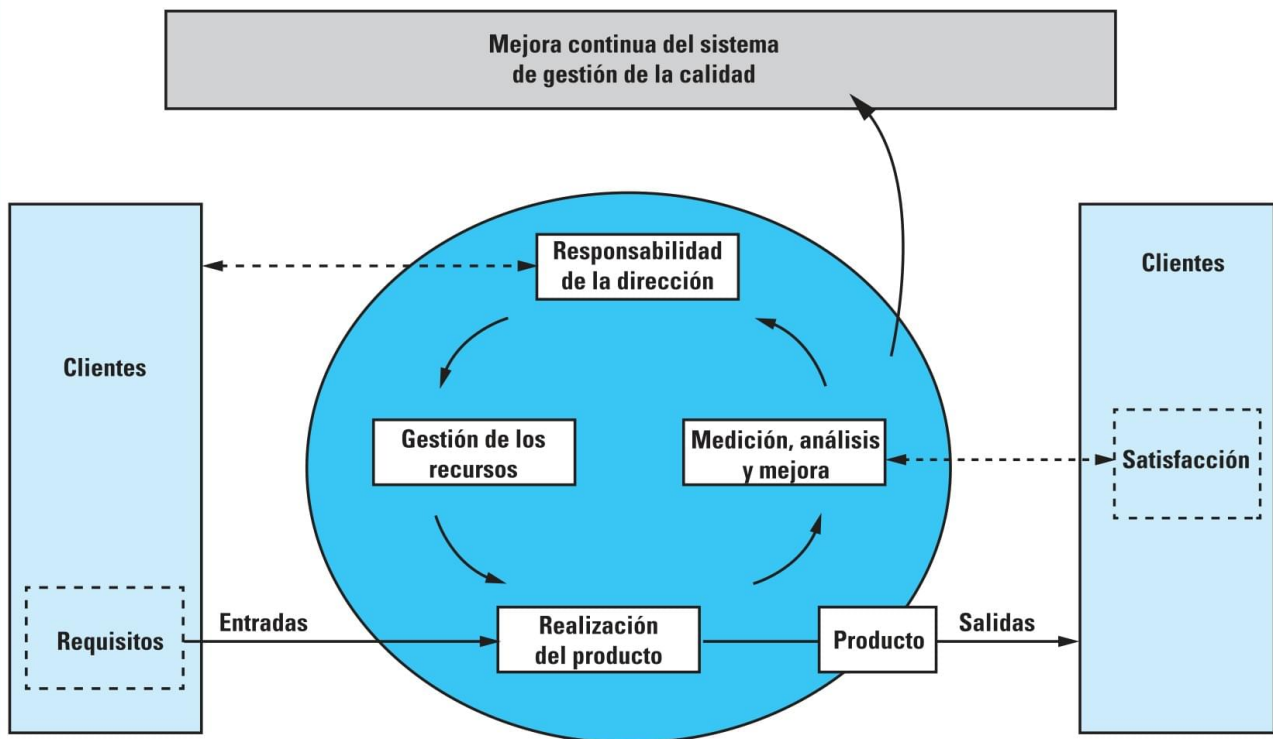 Mejora continua del sistema
de gestión de la calidad
Responsabilidad
de la dirección
Clientes
Clientes
Gestión de los
recursos
Medición, análisis
y mejora
Satisfacción
Requisitos
Entradas
Realización
del producto
Producto
Salidas